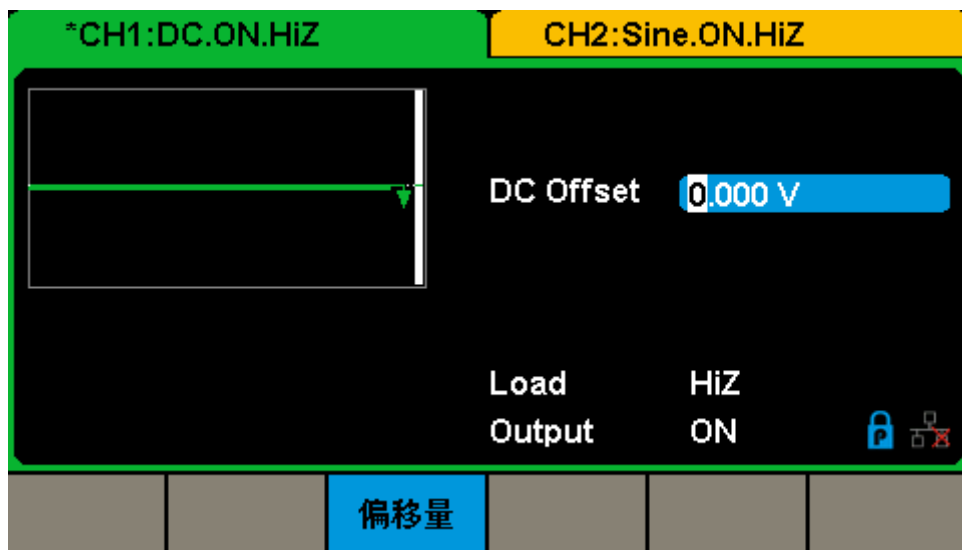 *CH1:DC.ON.HiZ
CH2:Sine.ON.HiZ
DC Offset 0.000 V
Load HiZ
Output ON P
偏移量